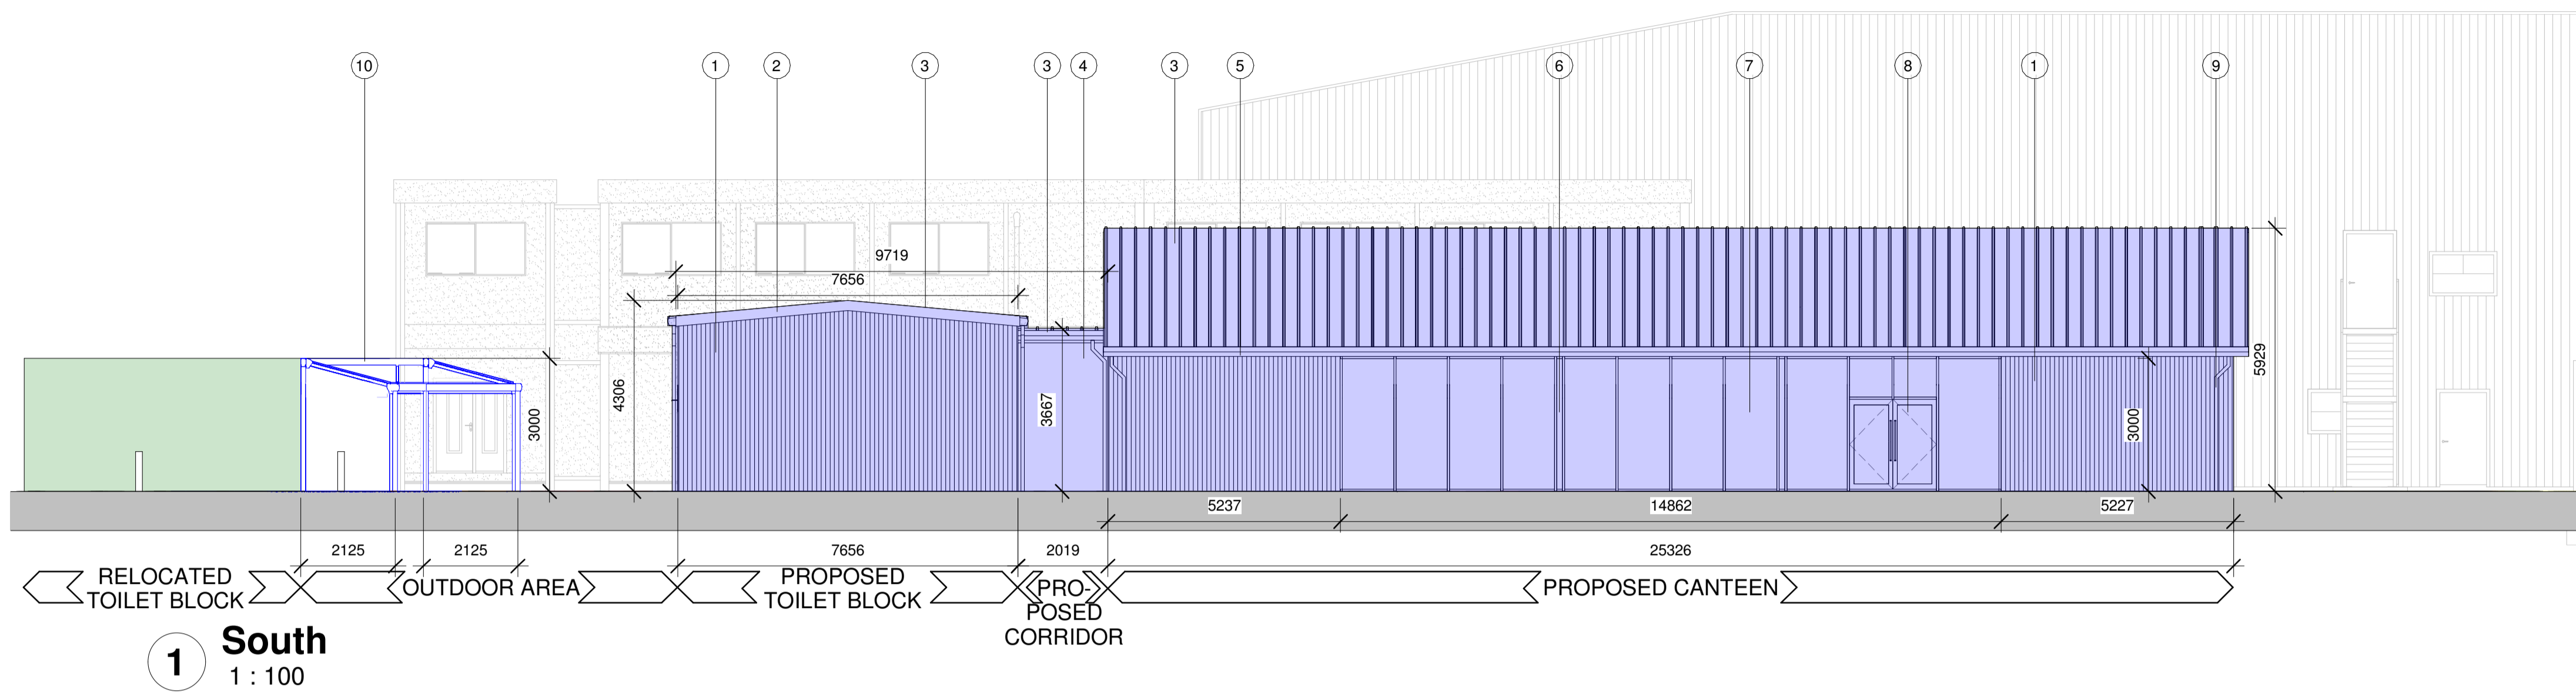 10
1
2
3
3
4
3
5
6
7
8
1
9
9719
7656
4306
3667
3000
5929
3000
5237
14862
5227
2125
2125
7656
2019
25326
RELOCATED
TOILET BLOCK
OUTDOOR AREA
PROPOSED
TOILET BLOCK
PRO-
POSED
CORRIDOR
PROPOSED CANTEEN
1
South
1 : 100